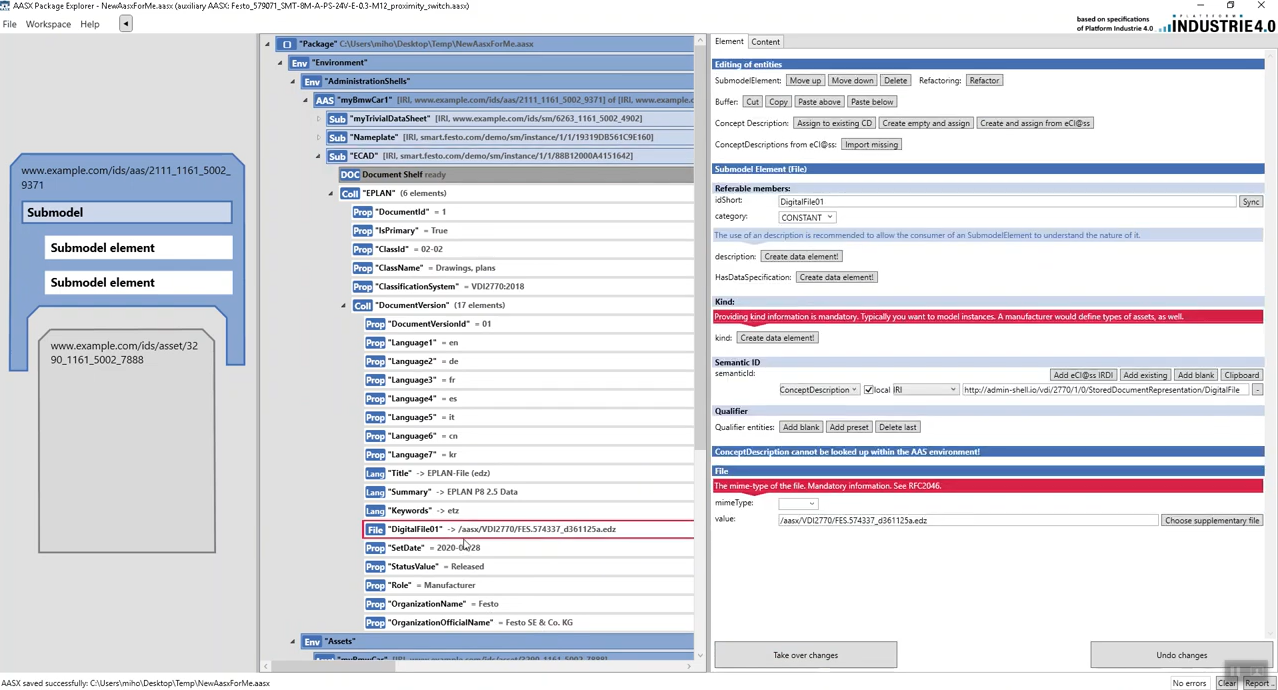 AASX Package Explorer - NewAasxForMe.aasx (auxiliary AASX: Festo_579071_SMT-8M-A-PS-24V-E-0.3-M12_proximity_switch.aasx)
File Workspace Help
based on specifications
of Platform Industrie 4.0
PLATTFORM
INDUSTRIE4.0
www.example.com/ids/aas/2111_1161_5002_
9371
Submodel
Submodel element
Submodel element
www.example.com/ids/asset/32
90_1161_5002_7888
"Package" C:\Users\miho\Desktop\Temp\NewAasxForMe.aasx
Env "Environment"
Env "AdministrationShells"
AAS "myBmwCar1" [IRI, www.example.com/ids/aas/2111_1161_5002_9371] of [IRI, www.example.
Sub "myTrivialDataSheet" [IRI, www.example.com/ids/sm/6263_1161_5002_4902]
Sub "Nameplate" [IRI, smart.festo.com/demo/sm/instance/1/1/19319DB561C9E160]
Sub "ECAD" [IRI, smart.festo.com/demo/sm/instance/1/1/88B12000A4151642]
DOC Document Shelf ready
Coll "EPLAN" (6 elements)
Prop "DocumentId" = 1
Prop "IsPrimary" = True
Prop "ClassId" = 02-02
Prop "ClassName" = Drawings, plans
Prop "ClassificationSystem" = VDI2770:2018
Coll "DocumentVersion" (17 elements)
Prop "DocumentVersionId" = 01
Prop "Language1" = en
Prop "Language2" = de
Prop "Language3" = fr
Prop "Language4" = es
Prop "Language5" = it
Prop "Language6" = cn
Prop "Language7" = kr
Lang "Title" -> EPLAN-File (edz)
Lang "Summary" -> EPLAN P8 2.5 Data
Lang "Keywords" -> etz
File "DigitalFile01" -> /aasx/VDI2770/FES.574337_d361125a.edz
Prop "SetDate" = 2020-0 28
Prop "StatusValue" = Released
Prop "Role" = Manufacturer
Prop "OrganizationName" = Festo
Prop "OrganizationOfficialName" = Festo SE & Co. KG
Env "Assets"
Element Content
Editing of entities
SubmodelElement: Move up Move down Delete Refactoring: Refactor
Buffer: Cut Copy Paste above Paste below
Concept Description: Assign to existing CD Create empty and assign Create and assign from eCl@ss
ConceptDescriptions from eCl@ss: Import missing
Submodel Element (File)
Referable members:
idShort: DigitalFile01 Sync
category: CONSTANT
The use of an description is recommended to allow the consumer of an SubmodelElement to understand the nature of it.
description: Create data element!
HasDataSpecification: Create data element!
Kind:
Providing kind information is mandatory. Typically you want to model instances. A manufacturer would define types of assets, as well.
kind: Create data element!
Semantic ID
semanticId: Add eCl@ss IRDI Add existing Add blank Clipboard
ConceptDescription local IRI http://admin-shell.io/vdi/2770/1/0/StoredDocumentRepresentation/DigitalFile -
Qualifier
Qualifier entities: Add blank Add preset Delete last
ConceptDescription cannot be looked up within the AAS environment!
File
The mime-type of the file. Mandatory information. See RFC2046.
mimeType:
value: /aasx/VDI2770/FES.574337_d361125a.edz Choose supplementary file
Take over changes Undo changes
AASX saved successfully: C:\Users\miho\Desktop\Temp\NewAasxForMe.aasx
No errors Clear Report..